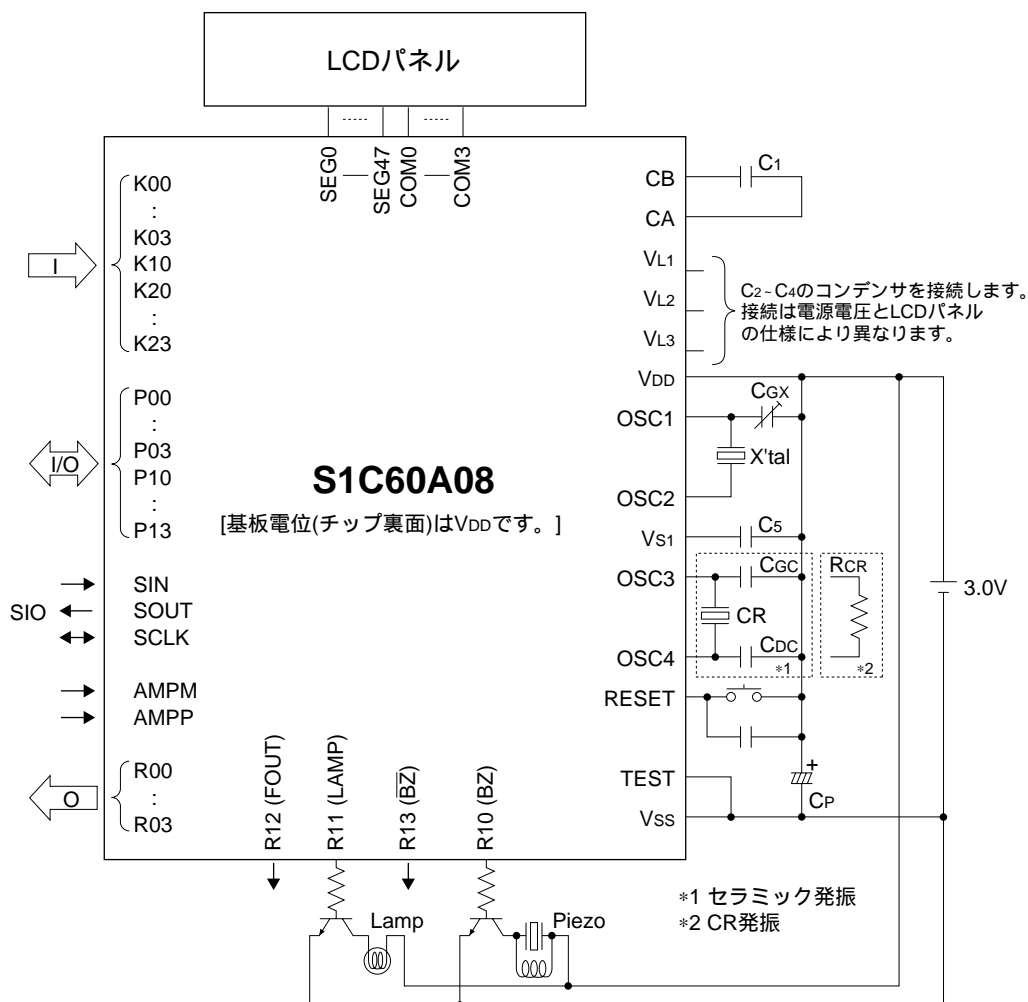 LCDパネル
SEG0
SEG47
COM0
COM3
K00
:
K03
K10
K20
:
K23
I
P00
:
P03
P10
:
P13
I/O
SIN
SOUT
SCLK
SIO
AMPM
AMPP
R00
:
R03
O
R12 (FOUT)
R11 (LAMP)
R13 (BZ)
R10 (BZ)
S1C60A08
[基板電位(チップ裏面)はVDDです。]
CB
CA
C1
VL1
VL2
VL3
C2~C4のコンデンサを接続します。
接続は電源電圧とLCDパネル
の仕様により異なります。
VDD
OSC1
CGX
X'tal
OSC2
VS1
C5
OSC3
CGC
CR
OSC4
CDC
*1
RCR
*2
3.0V
RESET
TEST
+
CP
VSS
Lamp
Piezo
*1 セラミック発振
*2 CR発振